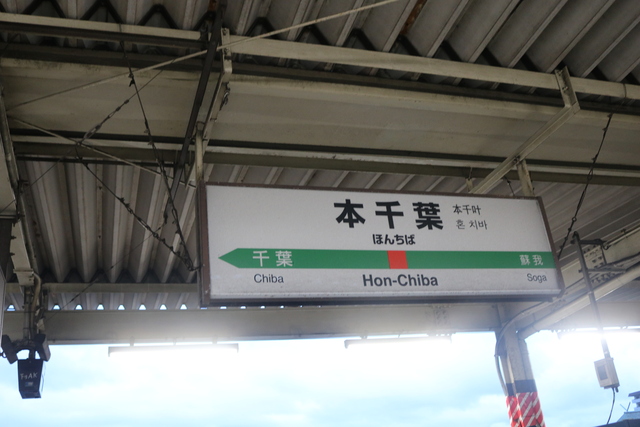 本千葉
本千叶
혼 치바
ほんちば
千葉
蘇我
Chiba
Hon-Chiba
Soga